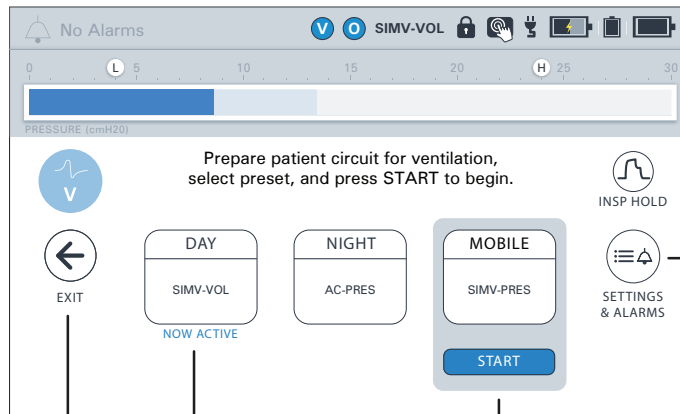 No Alarms
V O SIMV-VOL
0 L 5 10 15 20 H 25 30
PRESSURE (cmH20)
Prepare patient circuit for ventilation,
select preset, and press START to begin.
V
INSP HOLD
EXIT
DAY
SIMV-VOL
NOW ACTIVE
NIGHT
AC-PRES
MOBILE
SIMV-PRES
START
SETTINGS
& ALARMS